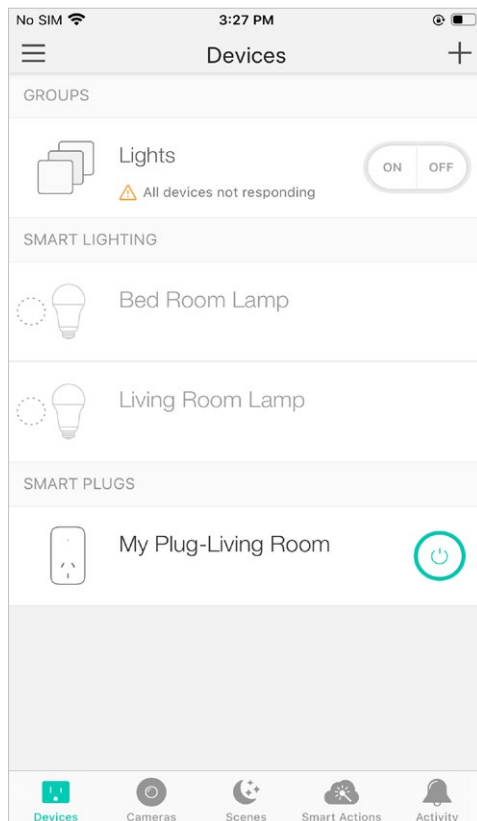 No SIM 3:27 PM
Devices
GROUPS
Lights
ON OFF
All devices not responding
SMART LIGHTING
Bed Room Lamp
Living Room Lamp
SMART PLUGS
My Plug-Living Room
Devices Cameras Scenes Smart Actions Activity